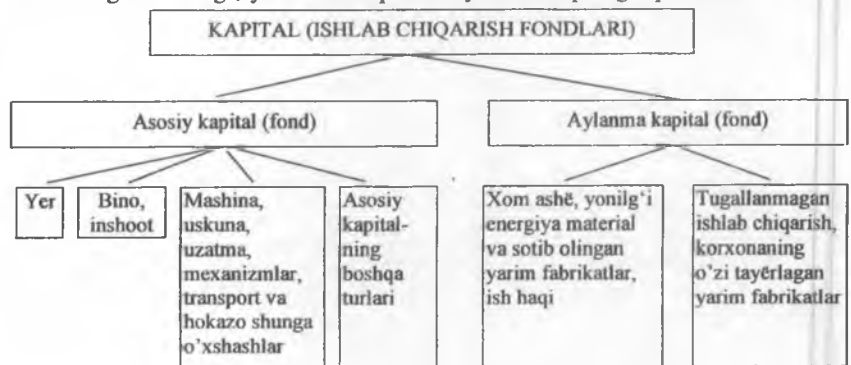 KAPITAL (ISHLAB CHIQARISH FONDLARI)
Asosiy kapital (fond)
Aylanma kapital (fond)
Yer
Bino,
inshoot
Mashina,
uskuna,
uzatma,
mexanizmlar,
transport va
hokazo shunga
o'xshashlar
Asosiy
kapital-
ning
boshqa
turlari
Xom ashë, yonilg‘i
energiya material
va sotib olingan
yarim fabrikatlar,
ish haqi
Tugallanmagan
ishlab chiqarish,
korxonaning
o'zi tayërlagan
yarim fabrikatlar